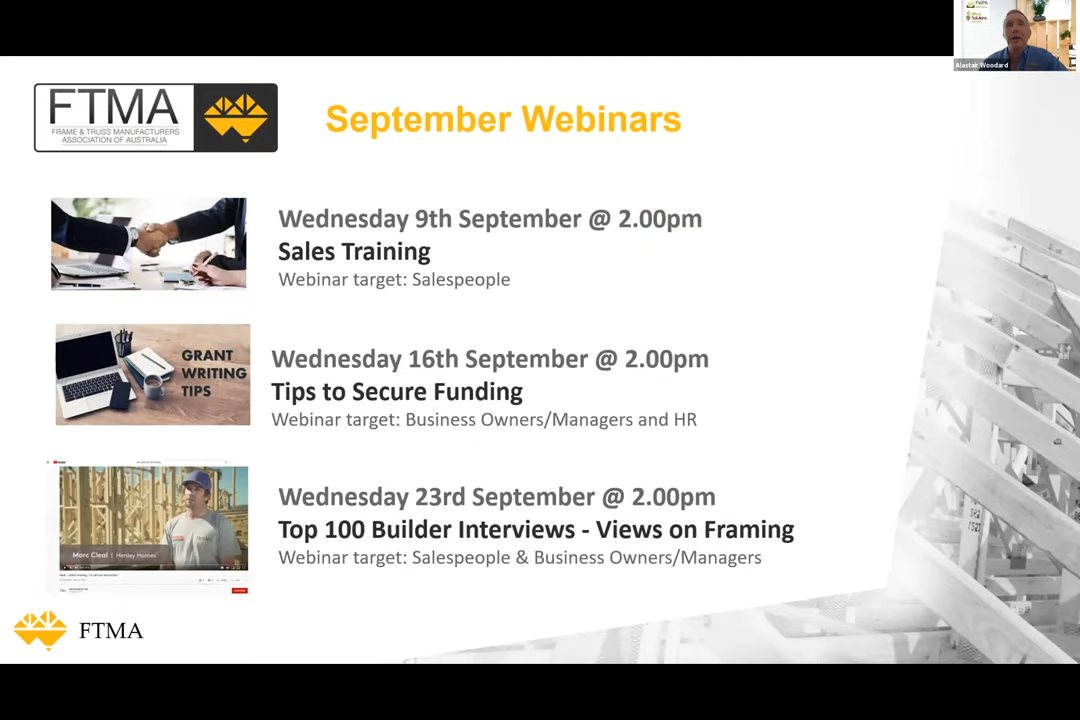 FWPA
Wood
Solutions
Alastair Woodard
FTMA
FRAME & TRUSS MANUFACTURERS
ASSOCIATION OF AUSTRALIA
September Webinars
Wednesday 9th September @ 2.00pm
Sales Training
Webinar target: Salespeople
GRANT
WRITING
TIPS
Wednesday 16th September @ 2.00pm
Tips to Secure Funding
Webinar target: Business Owners/Managers and HR
Marc Cleal | Henley Homes
Wednesday 23rd September @ 2.00pm
Top 100 Builder Interviews - Views on Framing
Webinar target: Salespeople & Business Owners/Managers
FTMA